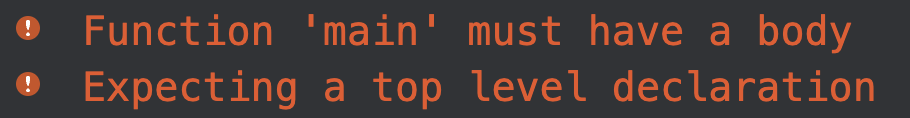 Function 'main' must have a body
Expecting a top level declaration